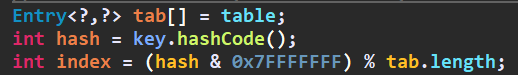 Entry<?,?> tab[] = table;
int hash = key.hashCode();
int index = (hash & 0x7FFFFFFF) % tab.length;